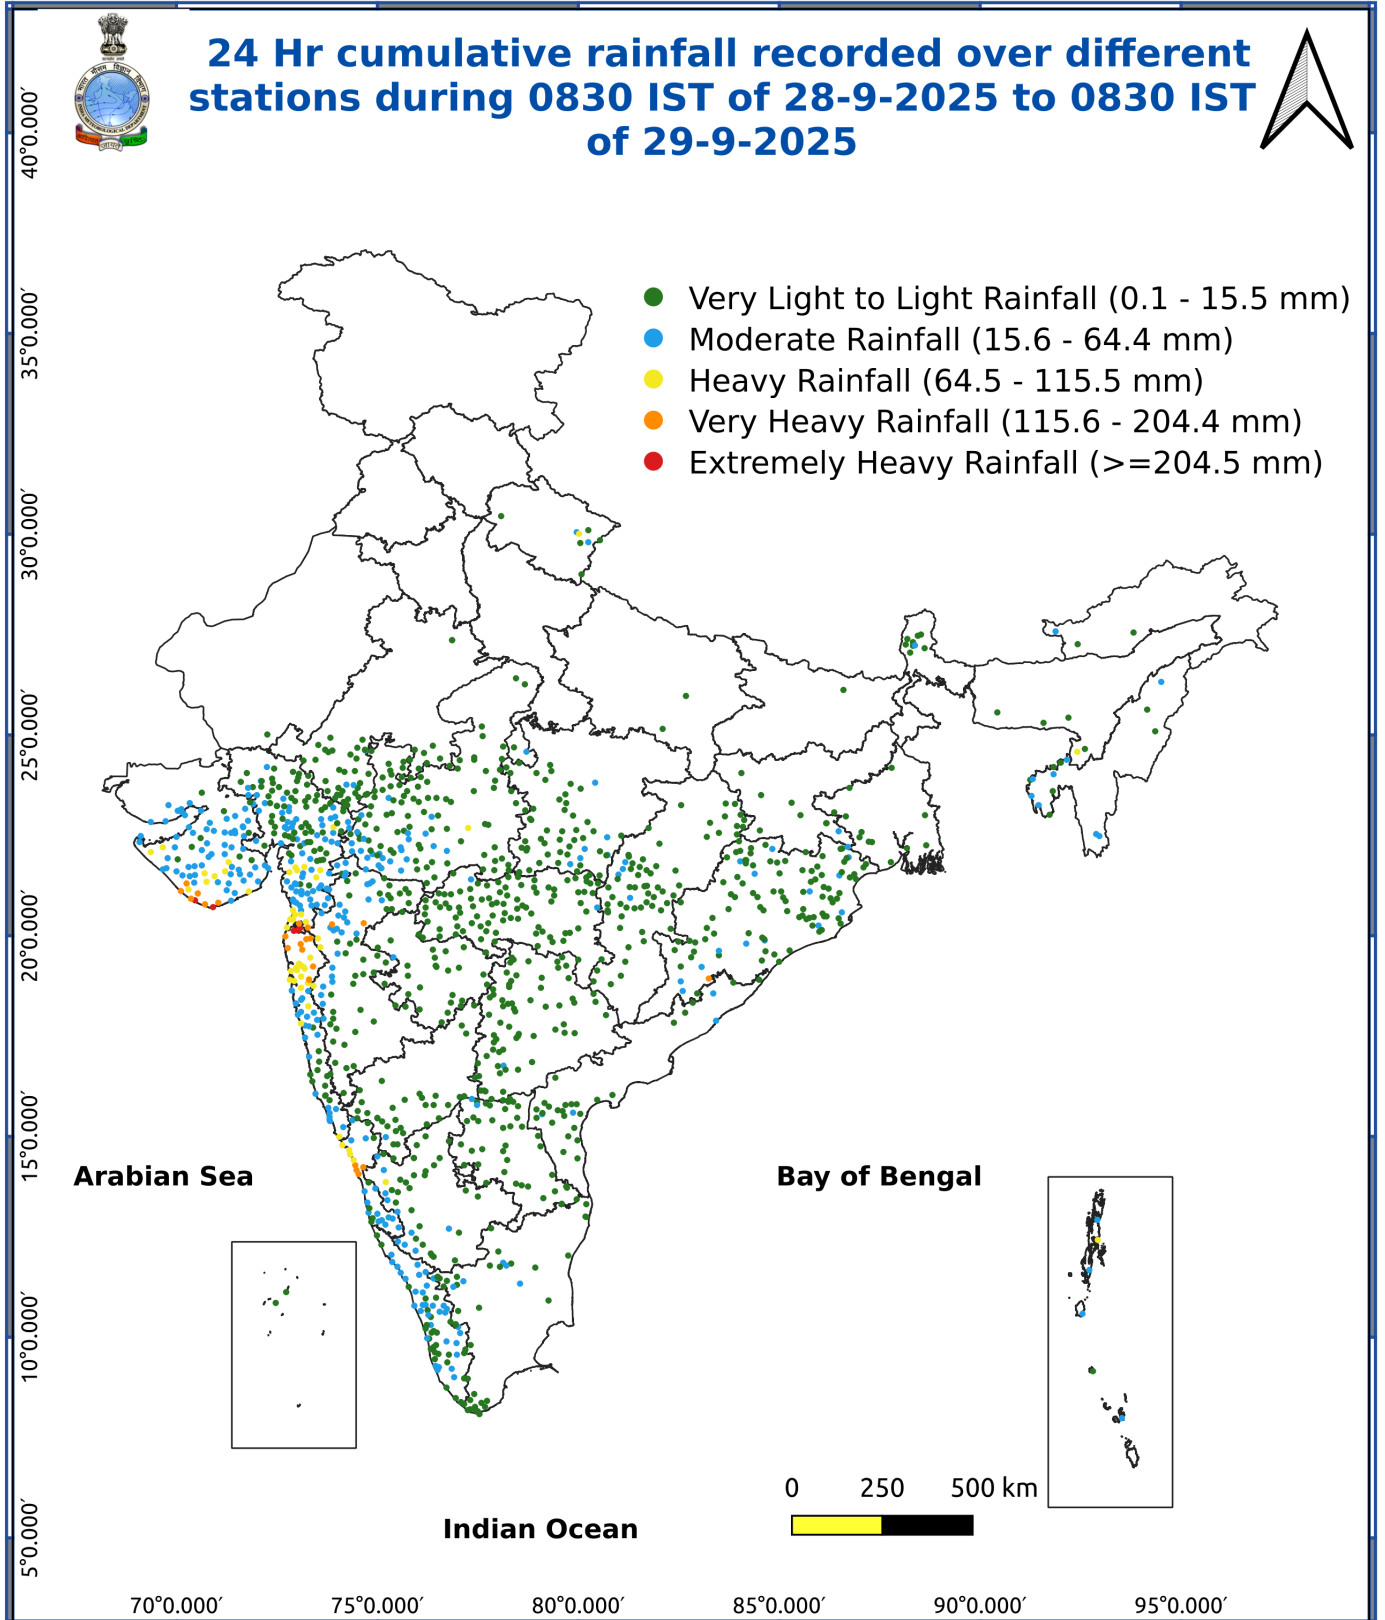 24 Hr cumulative rainfall recorded over different
stations during 0830 IST of 28-9-2025 to 0830 IST
of 29-9-2025
Very Light to Light Rainfall (0.1 - 15.5 mm)
Moderate Rainfall (15.6 - 64.4 mm)
Heavy Rainfall (64.5 - 115.5 mm)
Very Heavy Rainfall (115.6 - 204.4 mm)
Extremely Heavy Rainfall (>=204.5 mm)
40°0.000′
35°0.000′
30°0.000′
25°0.000′
20°0.000′
15°0.000′
10°0.000′
5°0.000′
Arabian Sea
Bay of Bengal
Indian Ocean
0 250 500 km
70°0.000′ 75°0.000′ 80°0.000′ 85°0.000′ 90°0.000′ 95°0.000′